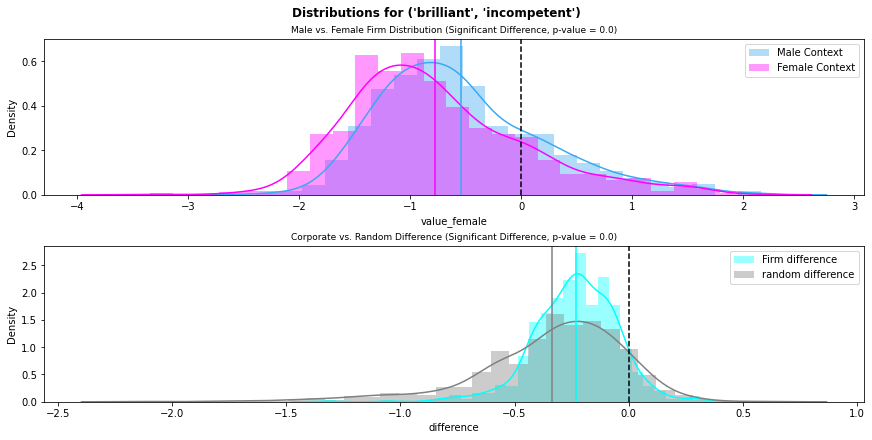 Distributions for ('brilliant', 'incompetent')
Male vs. Female Firm Distribution (Significant Difference, p-value = 0.0)
Male Context
Female Context
Density
0.6
0.4
0.2
0.0
−4
−3
−2
−1
0
1
2
3
value_female
Corporate vs. Random Difference (Significant Difference, p-value = 0.0)
Firm difference
random difference
Density
2.5
2.0
1.5
1.0
0.5
0.0
−2.5
−2.0
−1.5
−1.0
−0.5
0.0
0.5
1.0
difference